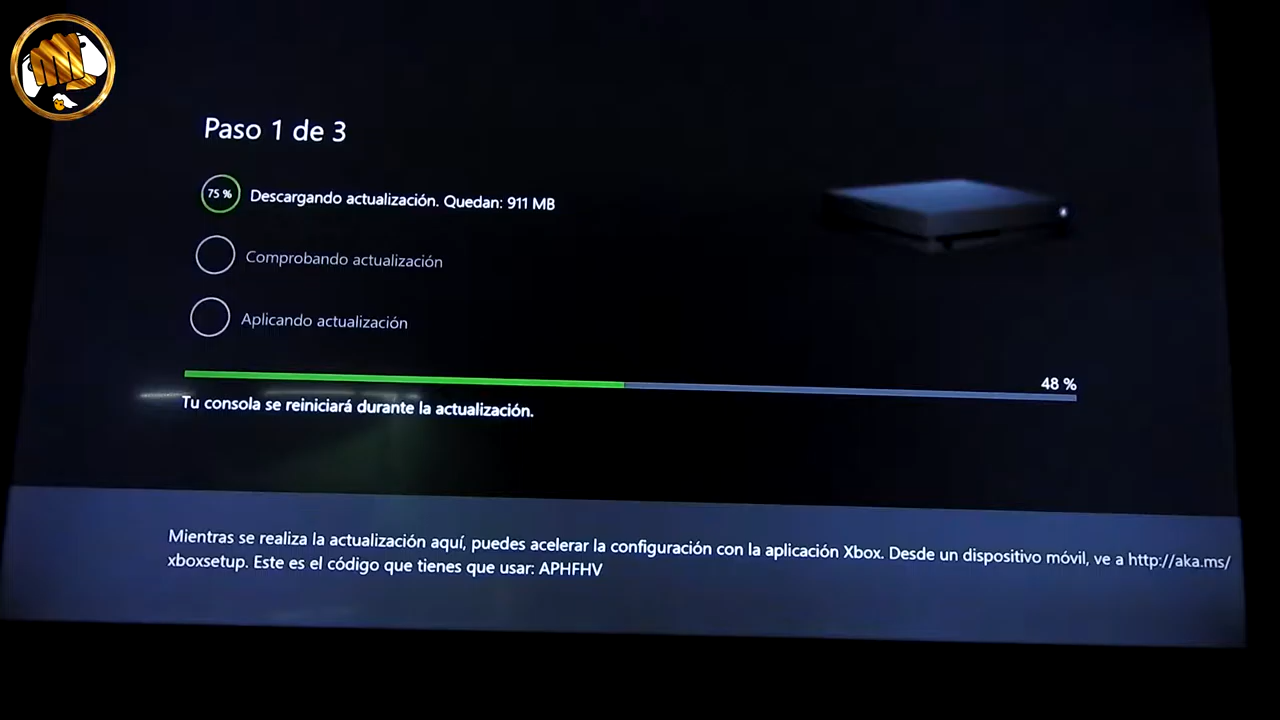 Paso 1 de 3
75 % Descargando actualización. Quedan: 911 MB
Comprobando actualización
Aplicando actualización
48 %
Tu consola se reiniciará durante la actualización.
Mientras se realiza la actualización aquí, puedes acelerar la configuración con la aplicación Xbox. Desde un dispositivo móvil, ve a http://aka.ms/
xboxsetup. Este es el código que tienes que usar: APHFHV